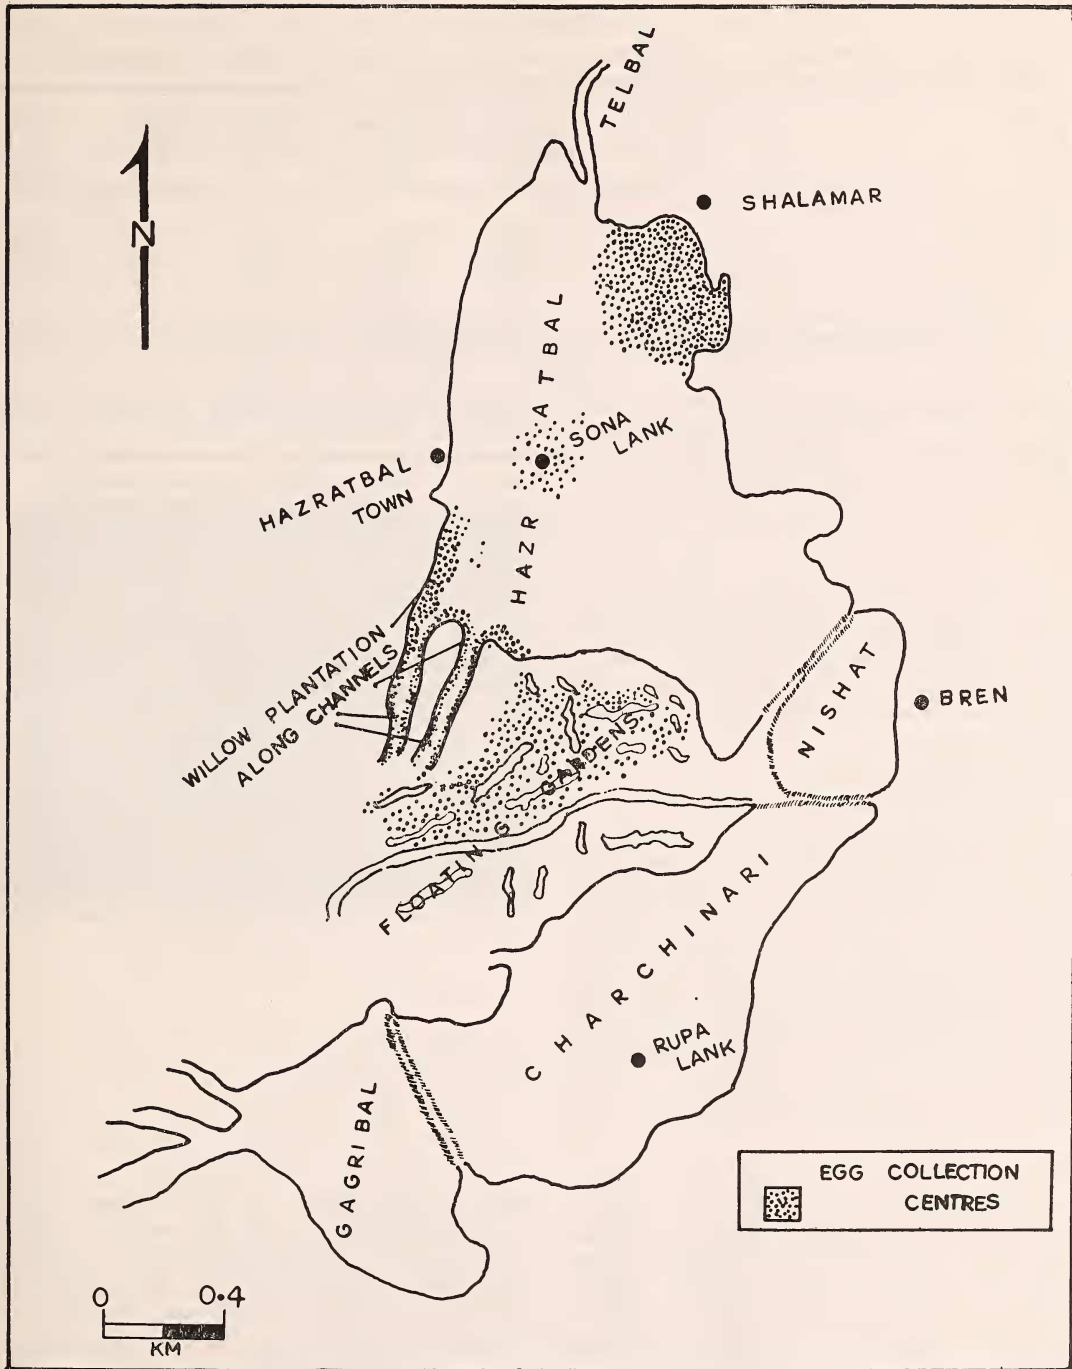 TELBAL
N
SHALAMAR
HAZRATBAL
SONA
LANK
HAZRATBAL
TOWN
WILLOW PLANTATION
ALONG CHANNELS
NISHAT
BREN
FLOATING GARDENS
CHARCHINARI
RUPA
LANK
GAGRIBAL
EGG COLLECTION
CENTRES
0 0.4
KM